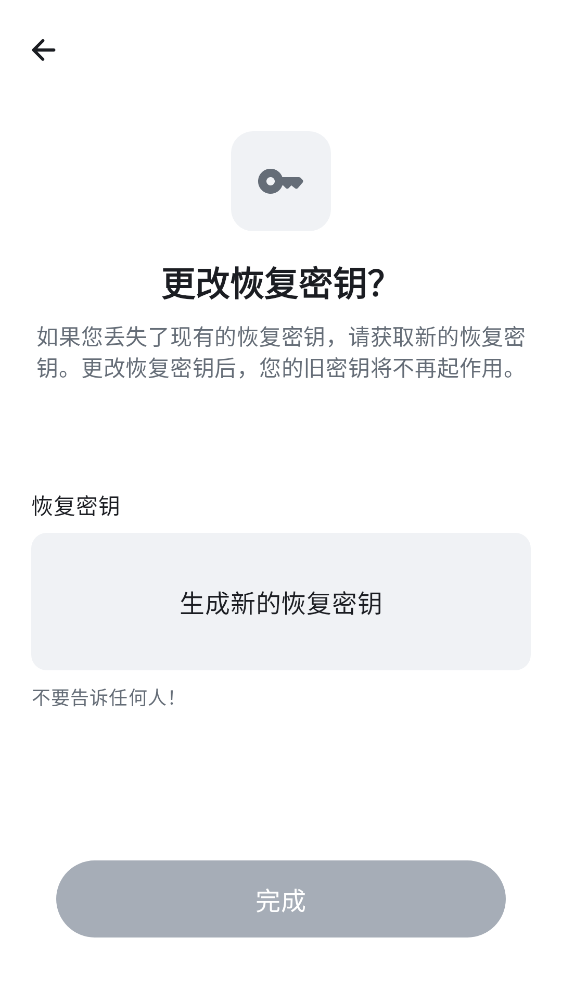 更改恢复密钥？
如果您丢失了现有的恢复密钥，请获取新的恢复密
钥。更改恢复密钥后，您的旧密钥将不再起作用。
恢复密钥
生成新的恢复密钥
不要告诉任何人！
完成